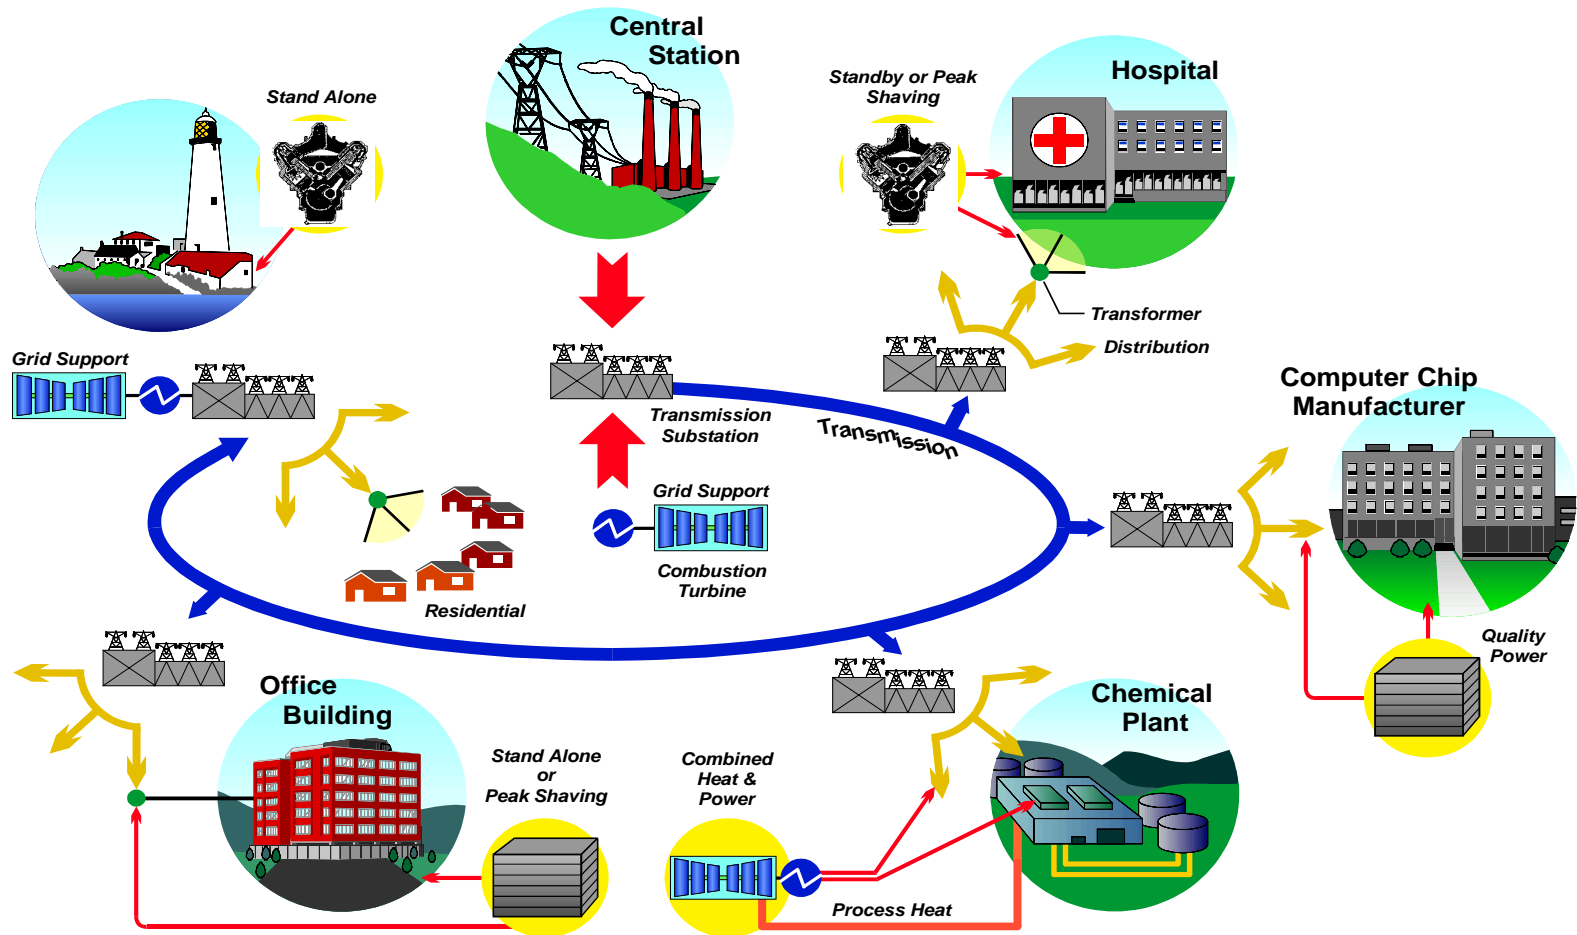 Central
Station
Stand Alone
Standby or Peak
Shaving
Hospital
Transformer
Distribution
Grid Support
Transmission
Substation
Transmission
Computer Chip
Manufacturer
Grid Support
Combustion
Turbine
Residential
Quality
Power
Office
Building
Stand Alone
or
Peak Shaving
Combined
Heat &
Power
Chemical
Plant
Process Heat